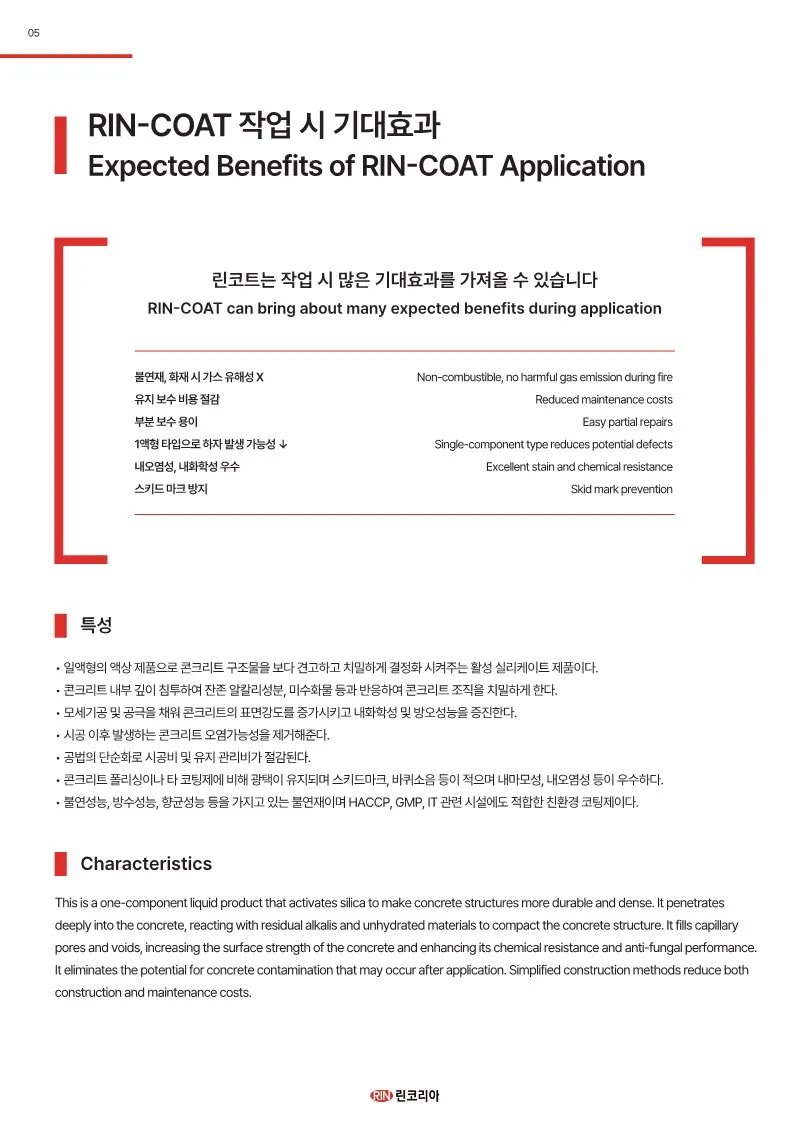 05
RIN-COAT 작업 시 기대효과
Expected Benefits of RIN-COAT Application
린코트는 작업 시 많은 기대효과를 가져올 수 있습니다
RIN-COAT can bring about many expected benefits during application
불연재, 화재 시 가스 유해성 X Non-combustible, no harmful gas emission during fire
유지 보수 비용 절감 Reduced maintenance costs
부분 보수 용이 Easy partial repairs
1액형 타입으로 하자 발생 가능성 ↓ Single-component type reduces potential defects
내오염성, 내화학성 우수 Excellent stain and chemical resistance
스키드 마크 방지 Skid mark prevention
특성
• 일액형의 액상 제품으로 콘크리트 구조물을 보다 견고하고 치밀하게 결정화 시켜주는 활성 실리케이트 제품이다.
• 콘크리트 내부 깊이 침투하여 잔존 알칼리성분, 미수화물 등과 반응하여 콘크리트 조직을 치밀하게 한다.
• 모세기공 및 공극을 채워 콘크리트의 표면강도를 증가시키고 내화학성 및 방오성능을 증진한다.
• 시공 이후 발생하는 콘크리트 오염가능성을 제거해준다.
• 공법의 단순화로 시공비 및 유지 관리비가 절감된다.
• 콘크리트 폴리싱이나 타 코팅제에 비해 광택이 유지되며 스키드마크, 바퀴소음 등이 적으며 내마모성, 내오염성 등이 우수하다.
• 불연성능, 방수성능, 향균성능 등을 가지고 있는 불연재이며 HACCP, GMP, IT 관련 시설에도 적합한 친환경 코팅제이다.
Characteristics
This is a one-component liquid product that activates silica to make concrete structures more durable and dense. It penetrates
deeply into the concrete, reacting with residual alkalis and unhydrated materials to compact the concrete structure. It fills capillary
pores and voids, increasing the surface strength of the concrete and enhancing its chemical resistance and anti-fungal performance.
It eliminates the potential for concrete contamination that may occur after application. Simplified construction methods reduce both
construction and maintenance costs.
RIN 린코리아